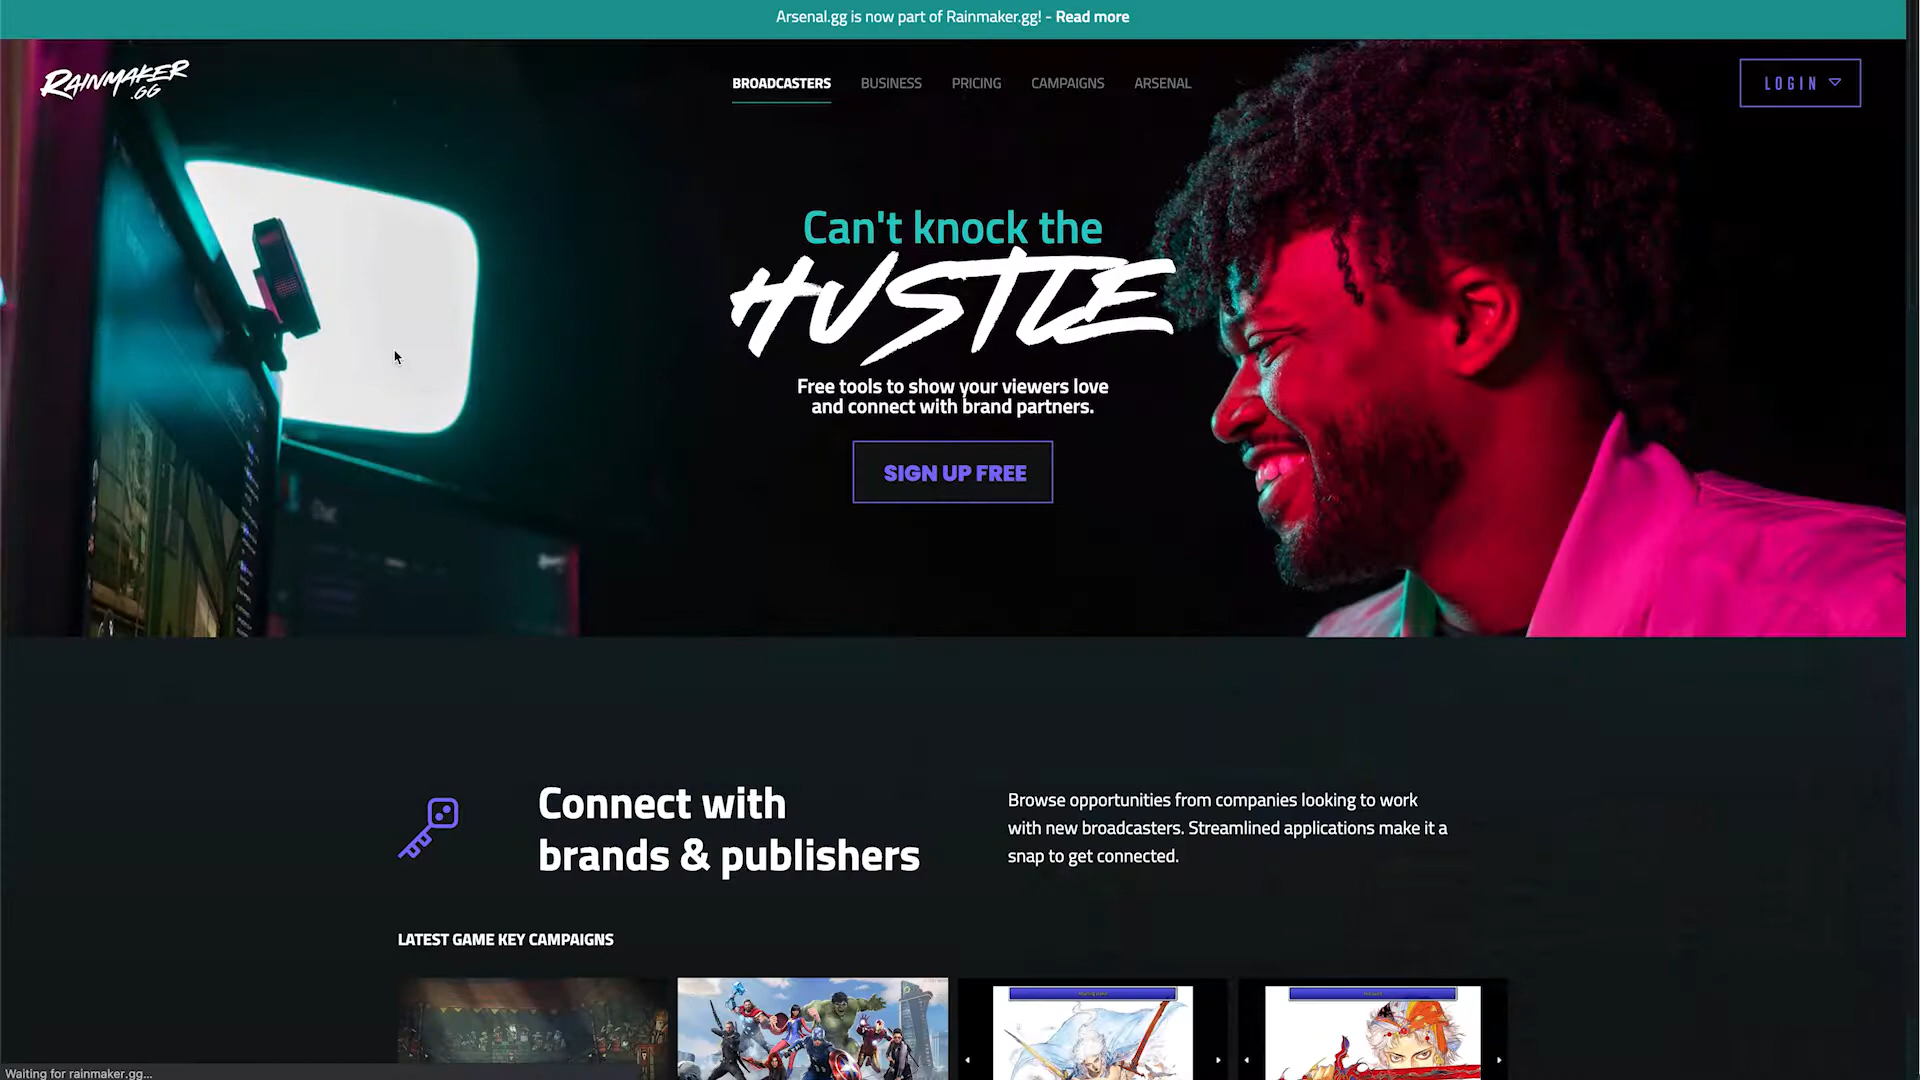 Arsenal.gg is now part of Rainmaker.gg! - Read more
RAINMAKER
.GG
BROADCASTERS BUSINESS PRICING CAMPAIGNS ARSENAL
LOGIN
Can't knock the
HUSTLE
Free tools to show your viewers love
and connect with brand partners.
SIGN UP FREE
Connect with
brands & publishers
Browse opportunities from companies looking to work
with new broadcasters. Streamlined applications make it a
snap to get connected.
LATEST GAME KEY CAMPAIGNS
Waiting for rainmaker.gg...